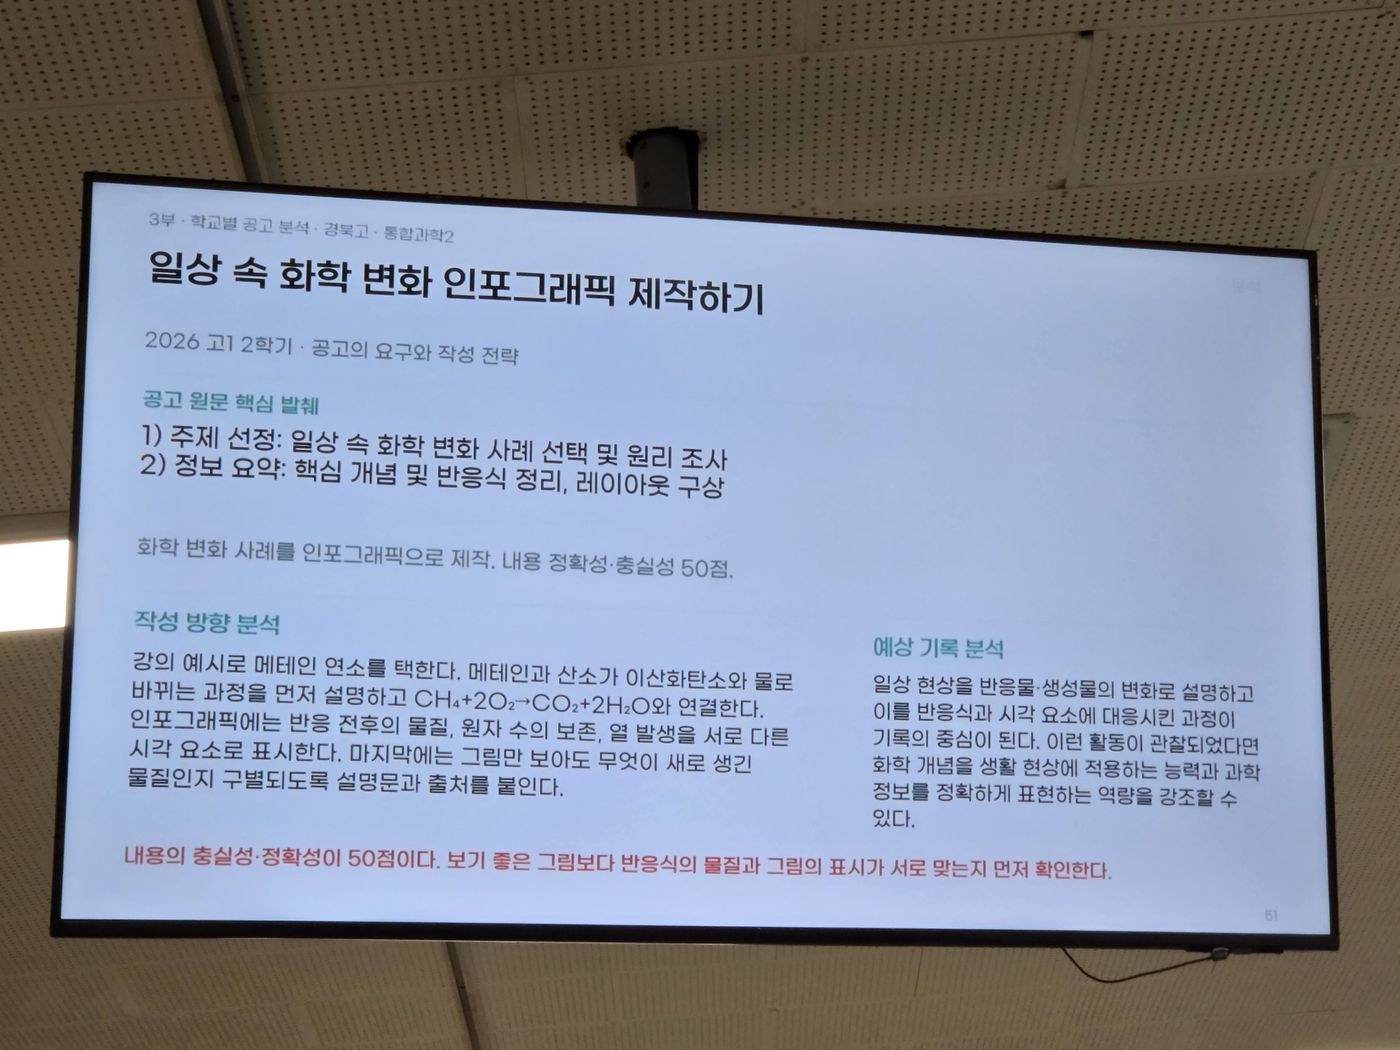 3부 · 학교별 공고 분석 · 경북고 · 통합과학2
일상 속 화학 변화 인포그래픽 제작하기
2026 고1 2학기 · 공고의 요구와 작성 전략
공고 원문 핵심 발췌
1) 주제 선정: 일상 속 화학 변화 사례 선택 및 원리 조사
2) 정보 요약: 핵심 개념 및 반응식 정리, 레이아웃 구상
화학 변화 사례를 인포그래픽으로 제작. 내용 정확성·충실성 50점.
작성 방향 분석
강의 예시로 메테인 연소를 택한다. 메테인과 산소가 이산화탄소와 물로
바뀌는 과정을 먼저 설명하고 CH₄+2O₂→CO₂+2H₂O와 연결한다.
인포그래픽에는 반응 전후의 물질, 원자 수의 보존, 열 발생을 서로 다른
시각 요소로 표시한다. 마지막에는 그림만 보아도 무엇이 새로 생긴
물질인지 구별되도록 설명문과 출처를 붙인다.
예상 기록 분석
일상 현상을 반응물·생성물의 변화로 설명하고
이를 반응식과 시각 요소에 대응시킨 과정이
기록의 중심이 된다. 이런 활동이 관찰되었다면
화학 개념을 생활 현상에 적용하는 능력과 과학
정보를 정확하게 표현하는 역량을 강조할 수
있다.
내용의 충실성·정확성이 50점이다. 보기 좋은 그림보다 반응식의 물질과 그림의 표시가 서로 맞는지 먼저 확인한다.